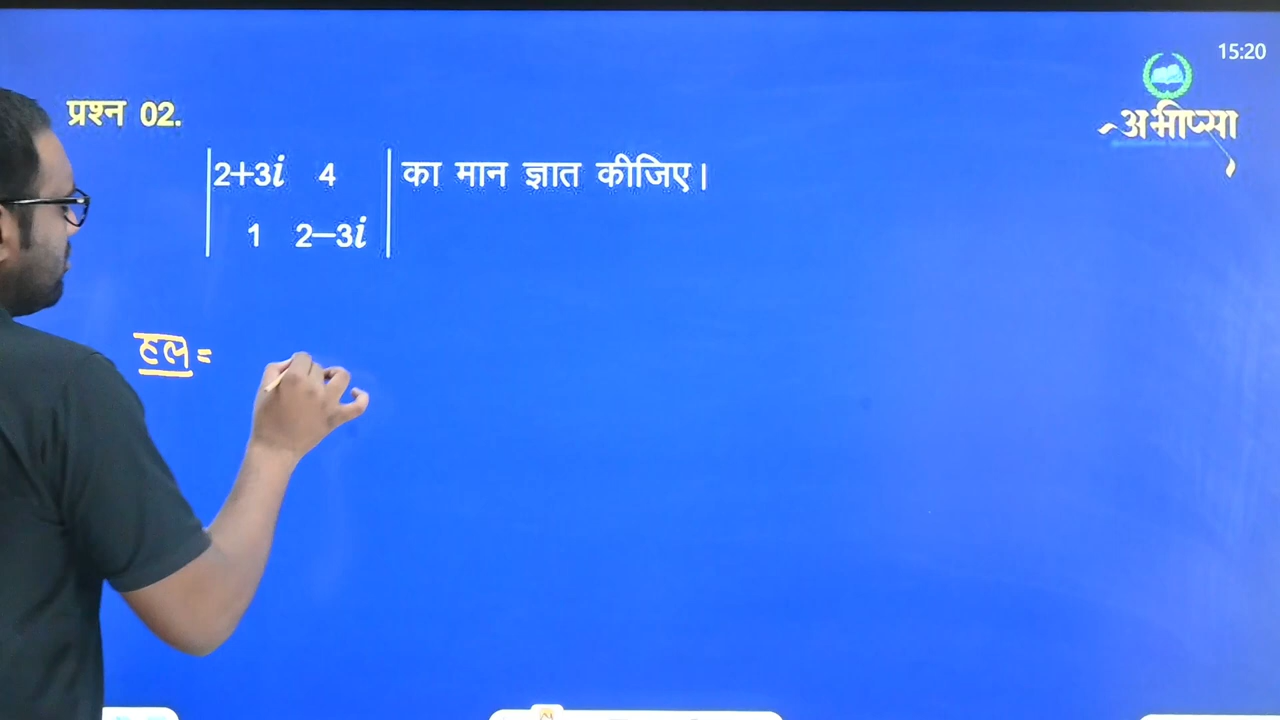 15:20
अभीप्सा
प्रश्न 02.
|2+3i 4| का मान ज्ञात कीजिए।
|1 2−3i|
हल =